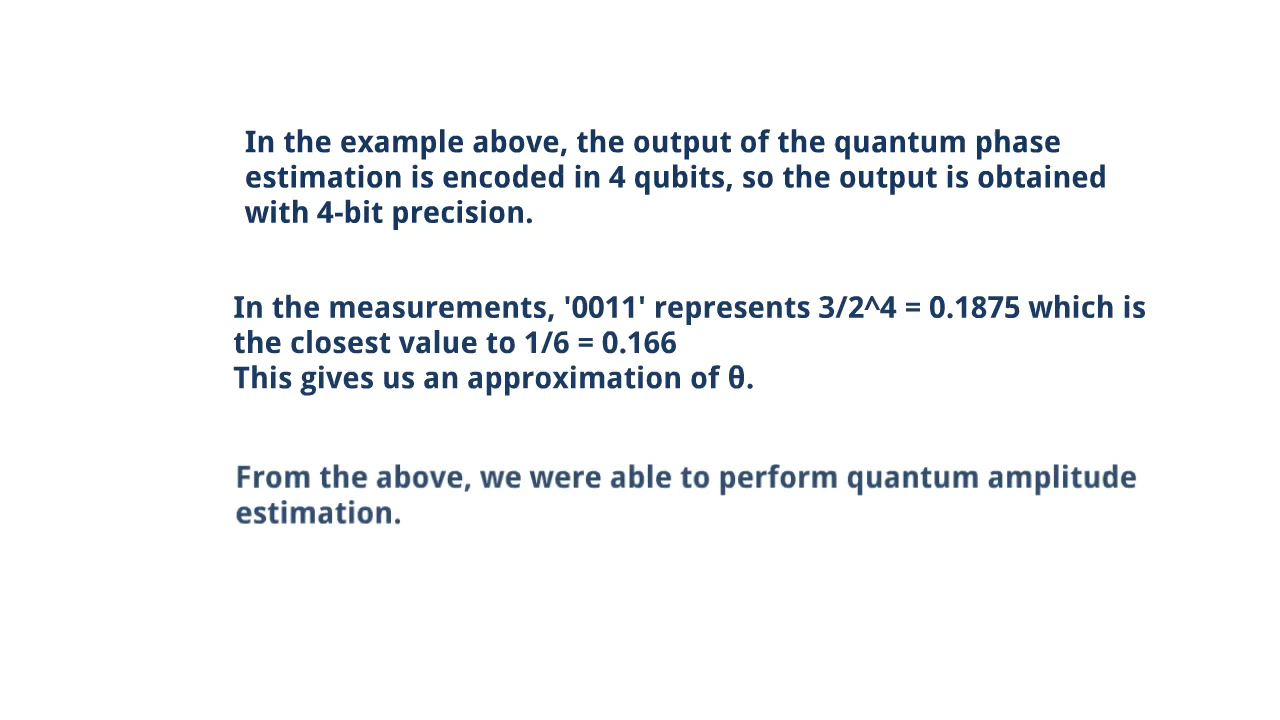 In the example above, the output of the quantum phase
estimation is encoded in 4 qubits, so the output is obtained
with 4-bit precision.
In the measurements, '0011' represents 3/2^4 = 0.1875 which is
the closest value to 1/6 = 0.166
This gives us an approximation of θ.
From the above, we were able to perform quantum amplitude
estimation.